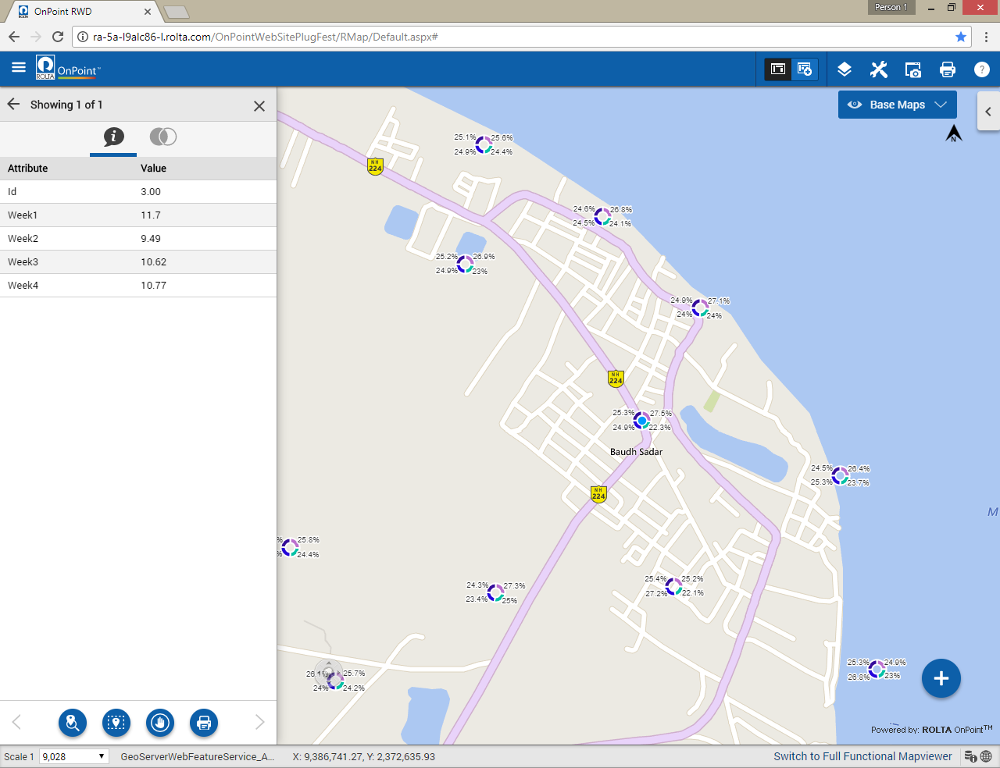 OnPoint RWD
Person 1
ra-5a-l9alc86-l.rolta.com/OnPointWebSitePlugFest/RMap/Default.aspx#
ROLTA OnPoint™
Showing 1 of 1
Base Maps
N
Attribute Value
Id 3.00
Week1 11.7
Week2 9.49
Week3 10.62
Week4 10.77
25.1% 25.6%
24.9% 24.4%
NH
224
24.6% 26.8%
24.5% 24.1%
25.2% 26.9%
24.9% 23%
24.9% 27.1%
24% 24%
NH
224
25.3% 27.5%
24.9% 22.3%
Baudh Sadar
24.5% 26.4%
25.3% 23.7%
NH
224
M
% 25.8%
% 24.4%
24.3% 27.3%
23.4% 25%
25.4% 25.2%
27.2% 22.1%
25.3% 24.9%
26.8% 23%
25.7%
24% 24.2%
Powered by: ROLTA OnPoint™
Scale 1 9,028 GeoServerWebFeatureService_A... X: 9,386,741.27, Y: 2,372,635.93 Switch to Full Functional Mapviewer